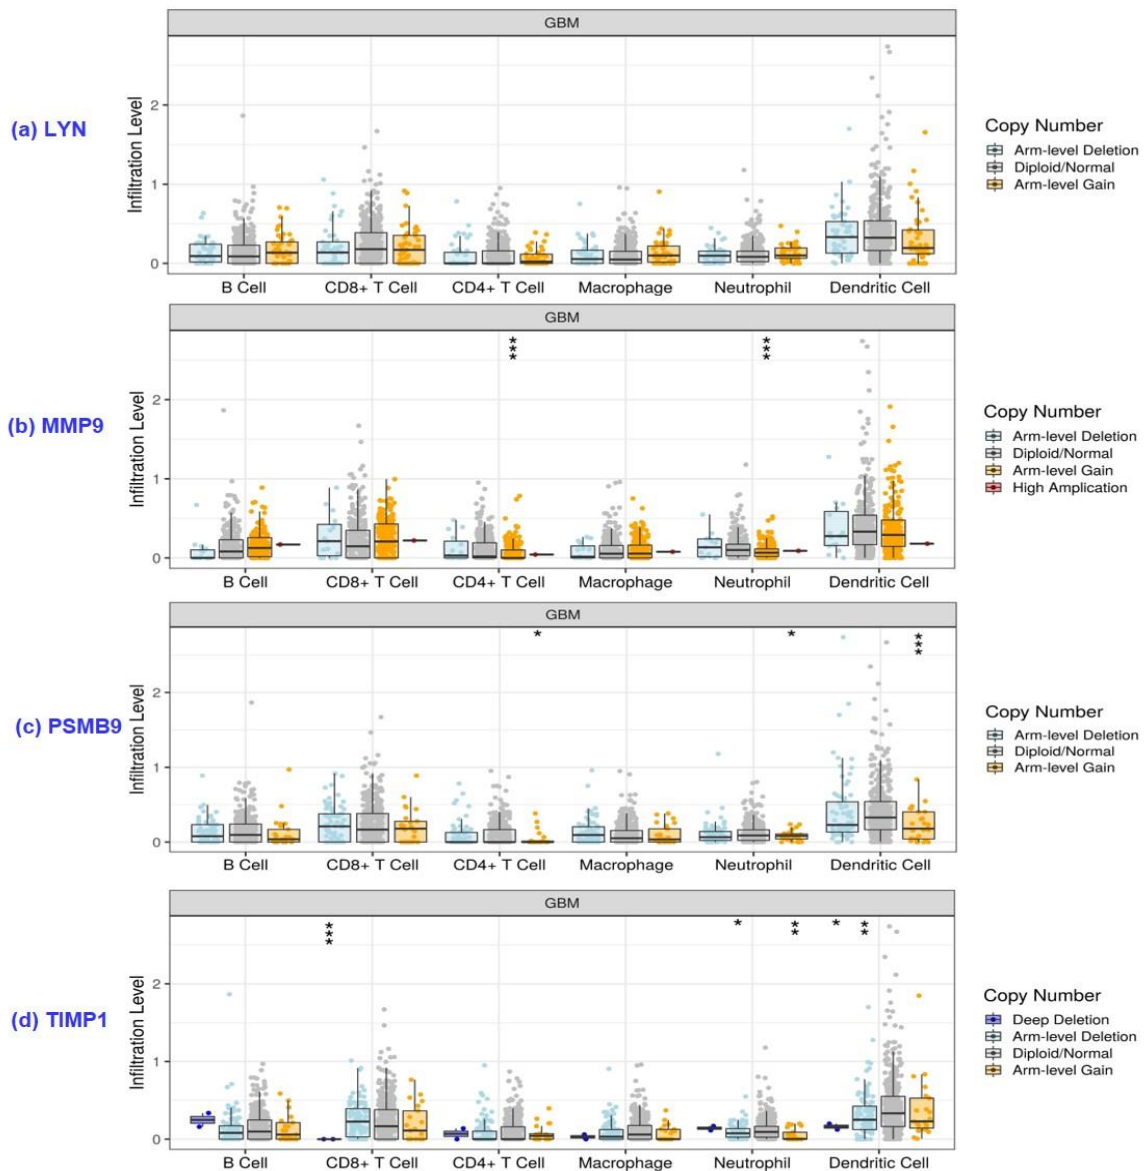 GBM
(a) LYN
Infiltration Level
2
1
0
B Cell CD8+ T Cell CD4+ T Cell Macrophage Neutrophil Dendritic Cell
Copy Number
Arm-level Deletion
Diploid/Normal
Arm-level Gain
GBM
*** ***
(b) MMP9
Infiltration Level
2
1
0
B Cell CD8+ T Cell CD4+ T Cell Macrophage Neutrophil Dendritic Cell
Copy Number
Arm-level Deletion
Diploid/Normal
Arm-level Gain
High Amplication
GBM
* * ***
(c) PSMB9
Infiltration Level
2
1
0
B Cell CD8+ T Cell CD4+ T Cell Macrophage Neutrophil Dendritic Cell
Copy Number
Arm-level Deletion
Diploid/Normal
Arm-level Gain
GBM
*** * ** * **
(d) TIMP1
Infiltration Level
2
1
0
B Cell CD8+ T Cell CD4+ T Cell Macrophage Neutrophil Dendritic Cell
Copy Number
Deep Deletion
Arm-level Deletion
Diploid/Normal
Arm-level Gain